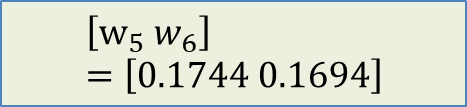 [w₅ w₆]
= [0.1744 0.1694]